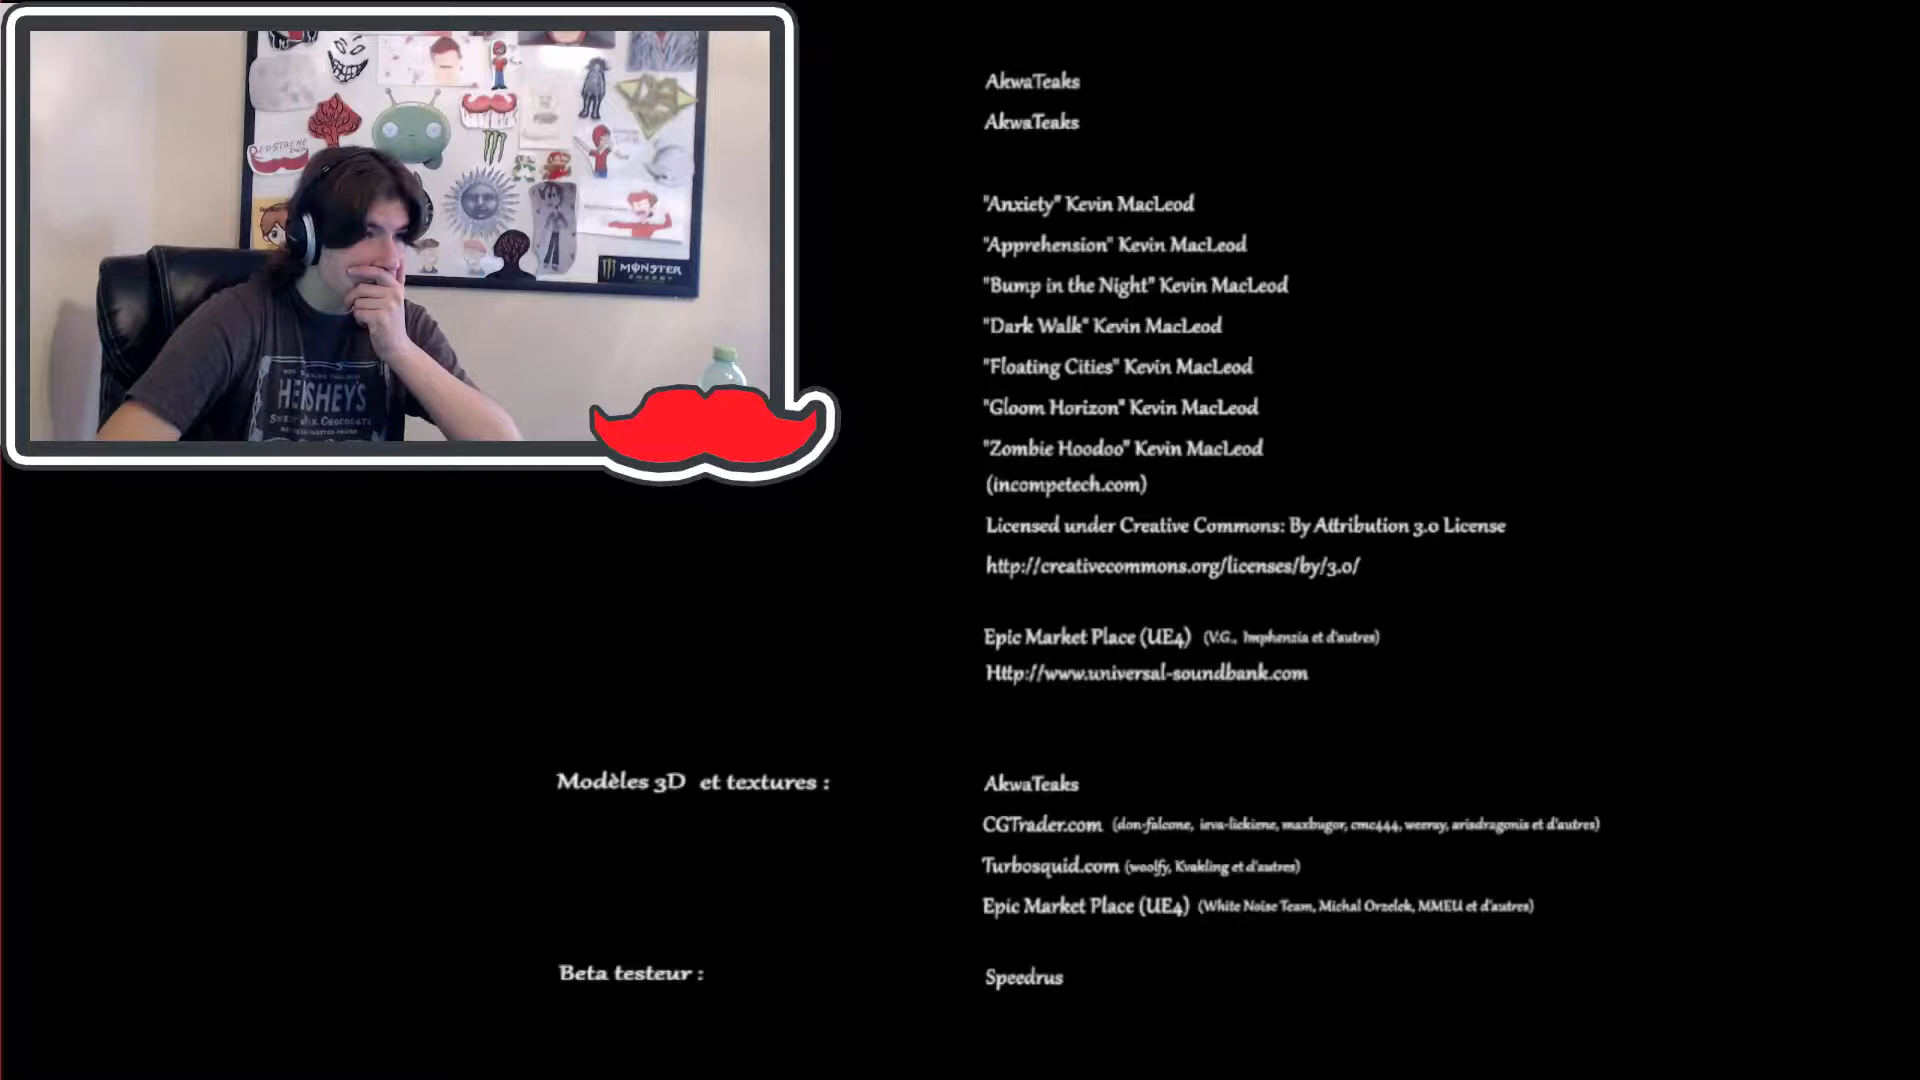 AkwaTeaks
AkwaTeaks
"Anxiety" Kevin MacLeod
"Apprehension" Kevin MacLeod
"Bump in the Night" Kevin MacLeod
"Dark Walk" Kevin MacLeod
"Floating Cities" Kevin MacLeod
"Gloom Horizon" Kevin MacLeod
"Zombie Hoodoo" Kevin MacLeod
(incompetech.com)
Licensed under Creative Commons: By Attribution 3.0 License
http://creativecommons.org/licenses/by/3.0/
Epic Market Place (UE4) (V.G., Imphenzia et d'autres)
Http://www.universal-soundbank.com
Modèles 3D et textures : AkwaTeaks
CGTrader.com (don-falcone, ieva-lickiene, maxbugor, cmc444, weeray, arisdragonis et d'autres)
Turbosquid.com (woolfy, Kvakling et d'autres)
Epic Market Place (UE4) (White Noise Team, Michal Orzelek, MMEU et d'autres)
Beta testeur : Speedrus
REDSTACHE
MONSTER
ENERGY
HERSHEY'S